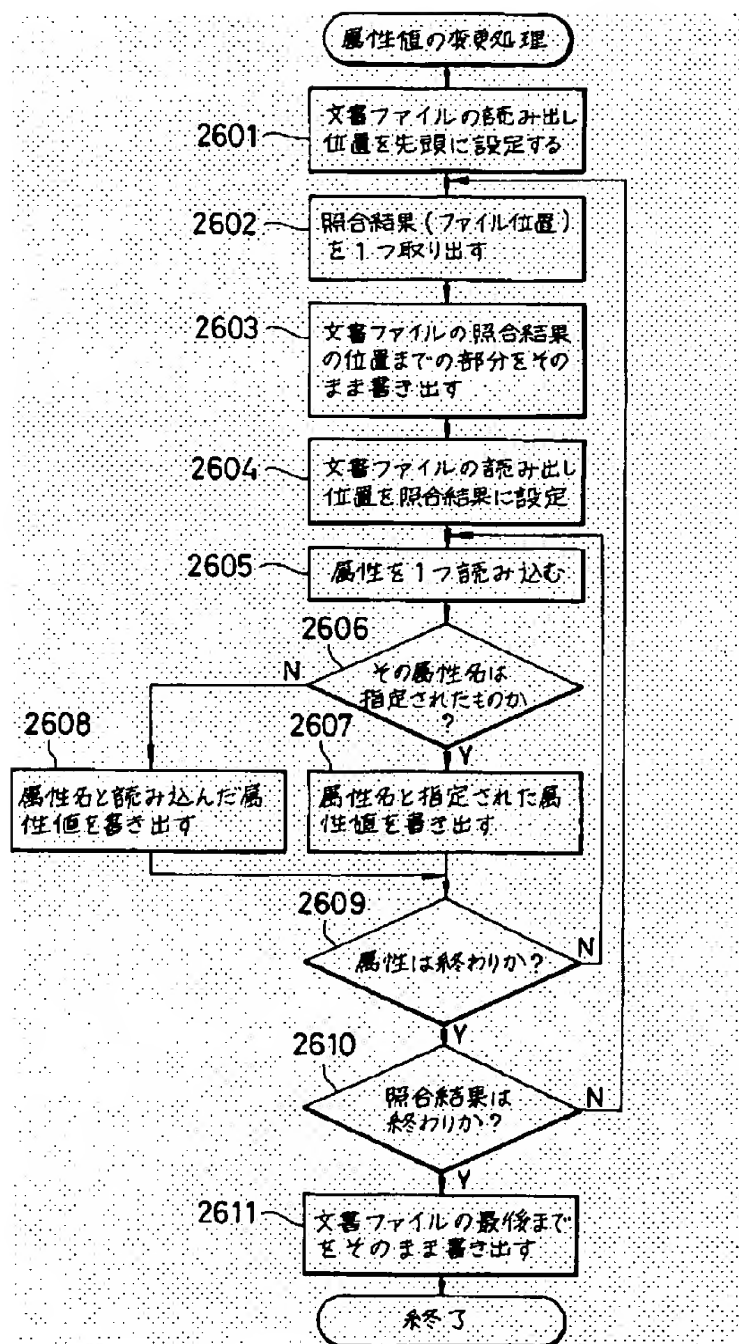 属性値の変更処理
2601
文書ファイルの読み出し
位置を先頭に設定する
2602
照合結果(ファイル位置)
を1つ取り出す
2603
文書ファイルの照合結果
の位置までの部分をその
まま書き出す
2604
文書ファイルの読み出し
位置を照合結果に設定
2605
属性を1つ読み込む
2606
その属性名は
指定されたものか
?
N
Y
2608
属性名と読み込んだ属
性値を書き出す
2607
属性名と指定された属
性値を書き出す
2609
属性は終わりか?
N
Y
2610
照合結果は
終わりか?
N
Y
2611
文書ファイルの最後まで
をそのまま書き出す
終了